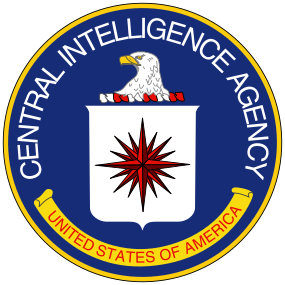 CENTRAL INTELLIGENCE AGENCY
UNITED STATES OF AMERICA